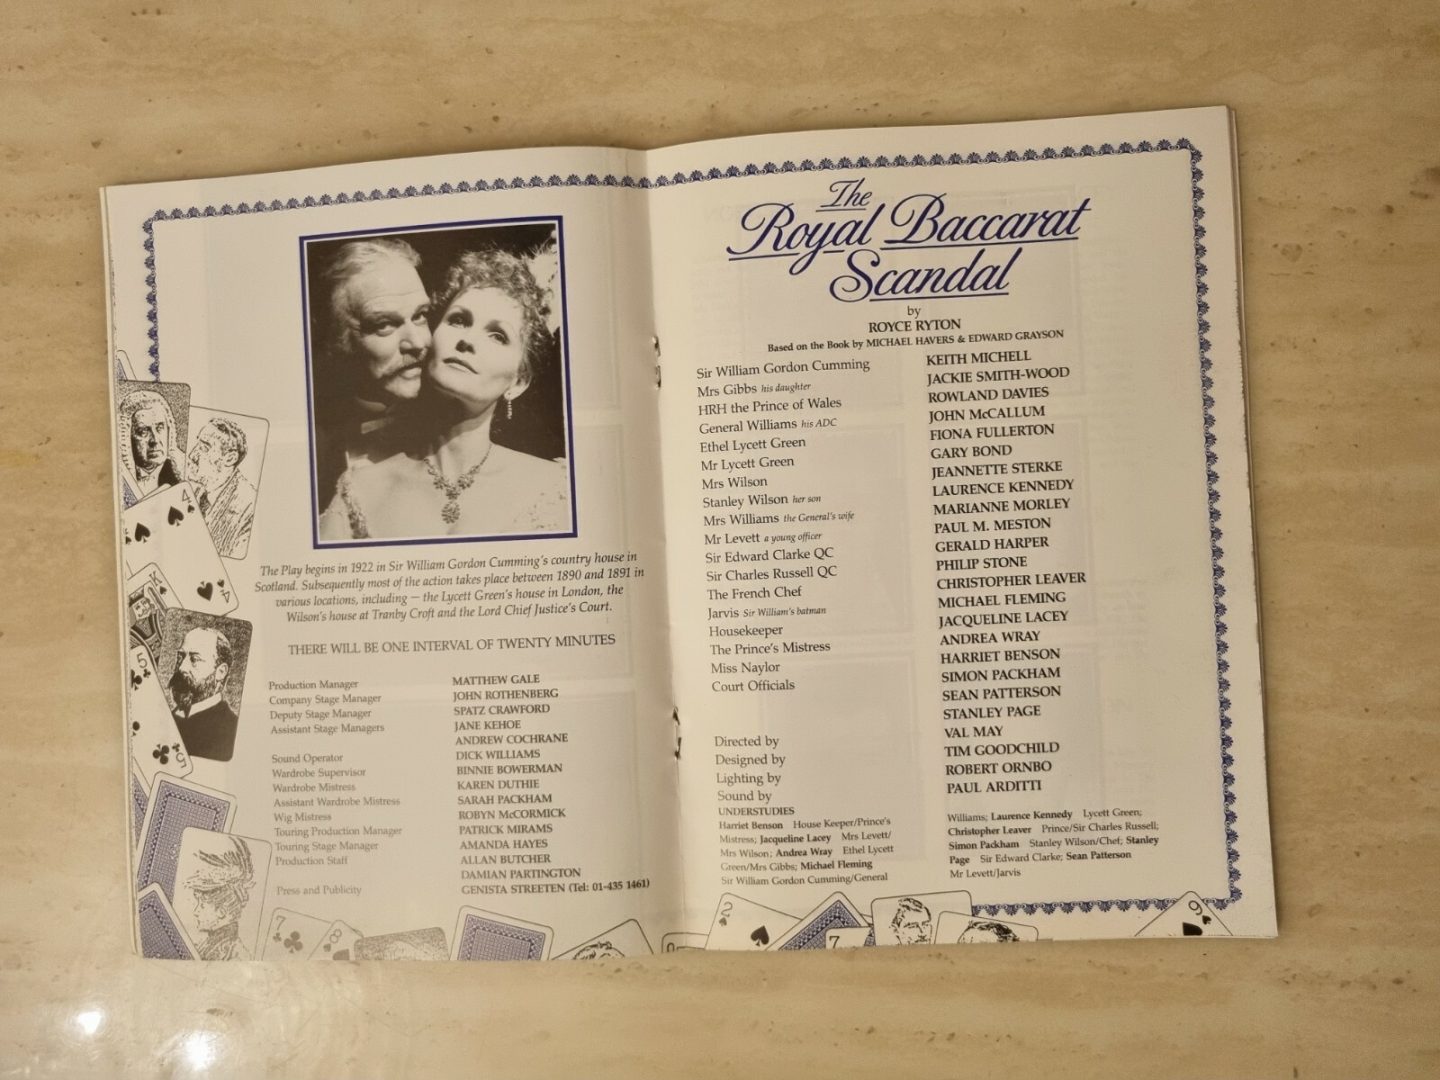 The Play begins in 1922 in Sir William Gordon Cumming's country house in
Scotland. Subsequently most of the action takes place between 1890 and 1891 in
various locations, including — the Lycett Green's house in London, the
Wilson's house at Tranby Croft and the Lord Chief Justice's Court.
THERE WILL BE ONE INTERVAL OF TWENTY MINUTES
Production Manager MATTHEW GALE
Company Stage Manager JOHN ROTHENBERG
Deputy Stage Manager SPATZ CRAWFORD
Assistant Stage Managers JANE KEHOE
ANDREW COCHRANE
Sound Operator DICK WILLIAMS
Wardrobe Supervisor BINNIE BOWERMAN
Wardrobe Mistress KAREN DUTHIE
Assistant Wardrobe Mistress SARAH PACKHAM
Wig Mistress ROBYN McCORMICK
Touring Production Manager PATRICK MIRAMS
Touring Stage Manager AMANDA HAYES
Production Staff ALLAN BUTCHER
DAMIAN PARTINGTON
Press and Publicity GENISTA STREETEN (Tel: 01-435 1461)
The
Royal Baccarat
Scandal
by
ROYCE RYTON
Based on the Book by MICHAEL HAVERS & EDWARD GRAYSON
Sir William Gordon Cumming KEITH MICHELL
Mrs Gibbs his daughter JACKIE SMITH-WOOD
HRH the Prince of Wales ROWLAND DAVIES
General Williams his ADC JOHN McCALLUM
Ethel Lycett Green FIONA FULLERTON
Mr Lycett Green GARY BOND
Mrs Wilson JEANNETTE STERKE
Stanley Wilson her son LAURENCE KENNEDY
Mrs Williams the General's wife MARIANNE MORLEY
Mr Levett a young officer PAUL M. MESTON
Sir Edward Clarke QC GERALD HARPER
Sir Charles Russell QC PHILIP STONE
The French Chef CHRISTOPHER LEAVER
Jarvis Sir William's batman MICHAEL FLEMING
Housekeeper JACQUELINE LACEY
The Prince's Mistress ANDREA WRAY
Miss Naylor HARRIET BENSON
Court Officials SIMON PACKHAM
SEAN PATTERSON
STANLEY PAGE
Directed by VAL MAY
Designed by TIM GOODCHILD
Lighting by ROBERT ORNBO
Sound by PAUL ARDITTI
UNDERSTUDIES
Harriet Benson House Keeper/Prince's
Mistress; Jacqueline Lacey Mrs Levett/
Mrs Wilson; Andrea Wray Ethel Lycett
Green/Mrs Gibbs; Michael Fleming
Sir William Gordon Cumming/General
Williams; Laurence Kennedy Lycett Green;
Christopher Leaver Prince/Sir Charles Russell;
Simon Packham Stanley Wilson/Chef; Stanley
Page Sir Edward Clarke; Sean Patterson
Mr Levett/Jarvis
4
4
K
5
5
7
8
2
7
9